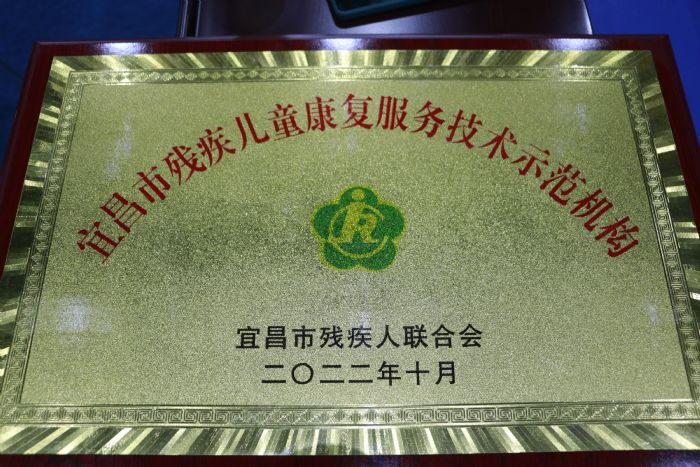 宜昌市残疾儿童康复服务技术示范机构
宜昌市残疾人联合会
二〇二二年十月